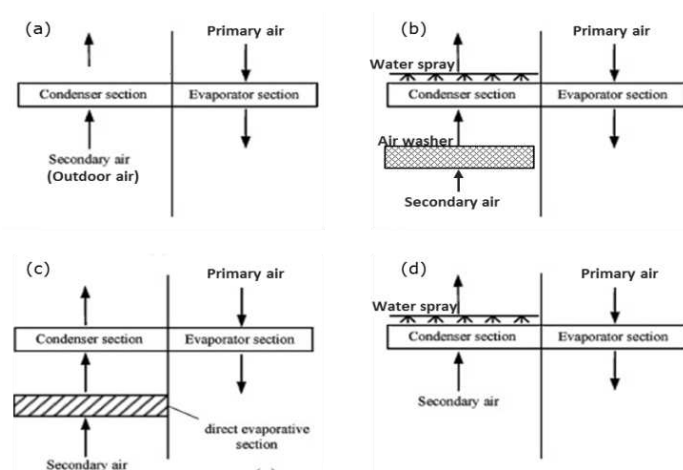 (a)
Primary air
Condenser section
Evaporator section
Secondary air
(Outdoor air)
(b)
Primary air
Water spray
Condenser section
Evaporator section
Air washer
Secondary air
(c)
Primary air
Condenser section
Evaporator section
direct evaporative
section
Secondary air
(d)
Primary air
Water spray
Condenser section
Evaporator section
Secondary air